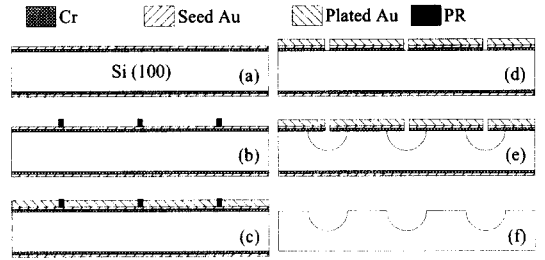 Cr Seed Au Plated Au PR
Si (100) (a)
(b)
(c)
(d)
(e)
(f)